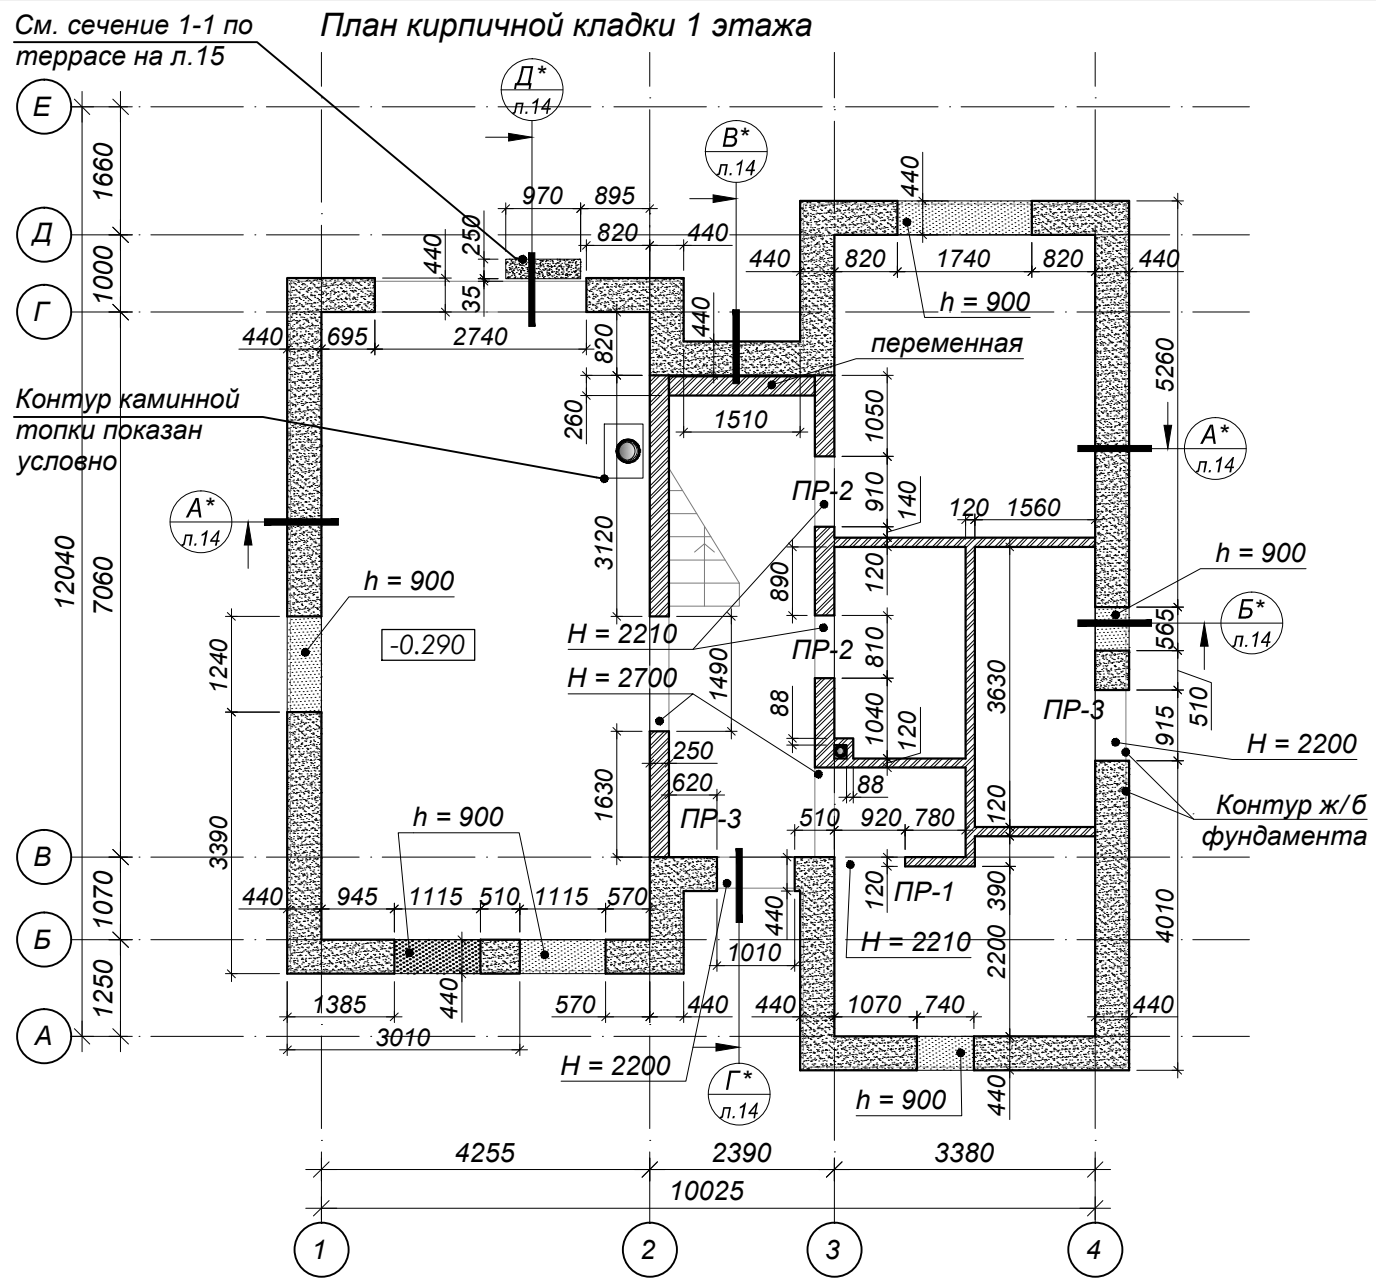 См. сечение 1-1 по
террасе на л.15
План кирпичной кладки 1 этажа
Д*
л.14
В*
л.14
Е
1660
Д
1000
Г
12040
7060
В
1070
Б
1250
А
970
895
250
820
440
440
35
440
440
820
1740
820
440
h = 900
440
5260
440
695
2740
820
переменная
Контур каминной
топки показан
условно
260
1510
1050
А*
л.14
ПР-2
910
140
120
1560
А*
л.14
3120
h = 900
h = 900
890
120
Б*
л.14
-0.290
H = 2210
ПР-2
810
565
1240
1490
H = 2700
88
3630
ПР-3
510
915
1040
120
H = 2200
250
620
88
1630
ПР-3
510
920
780
120
Контур ж/б
фундамента
h = 900
3390
120
ПР-1
390
440
945
1115
510
1115
570
440
H = 2210
1010
2200
4010
1385
440
570
440
440
1070
740
440
3010
H = 2200
Г*
л.14
h = 900
440
4255
2390
3380
10025
1
2
3
4